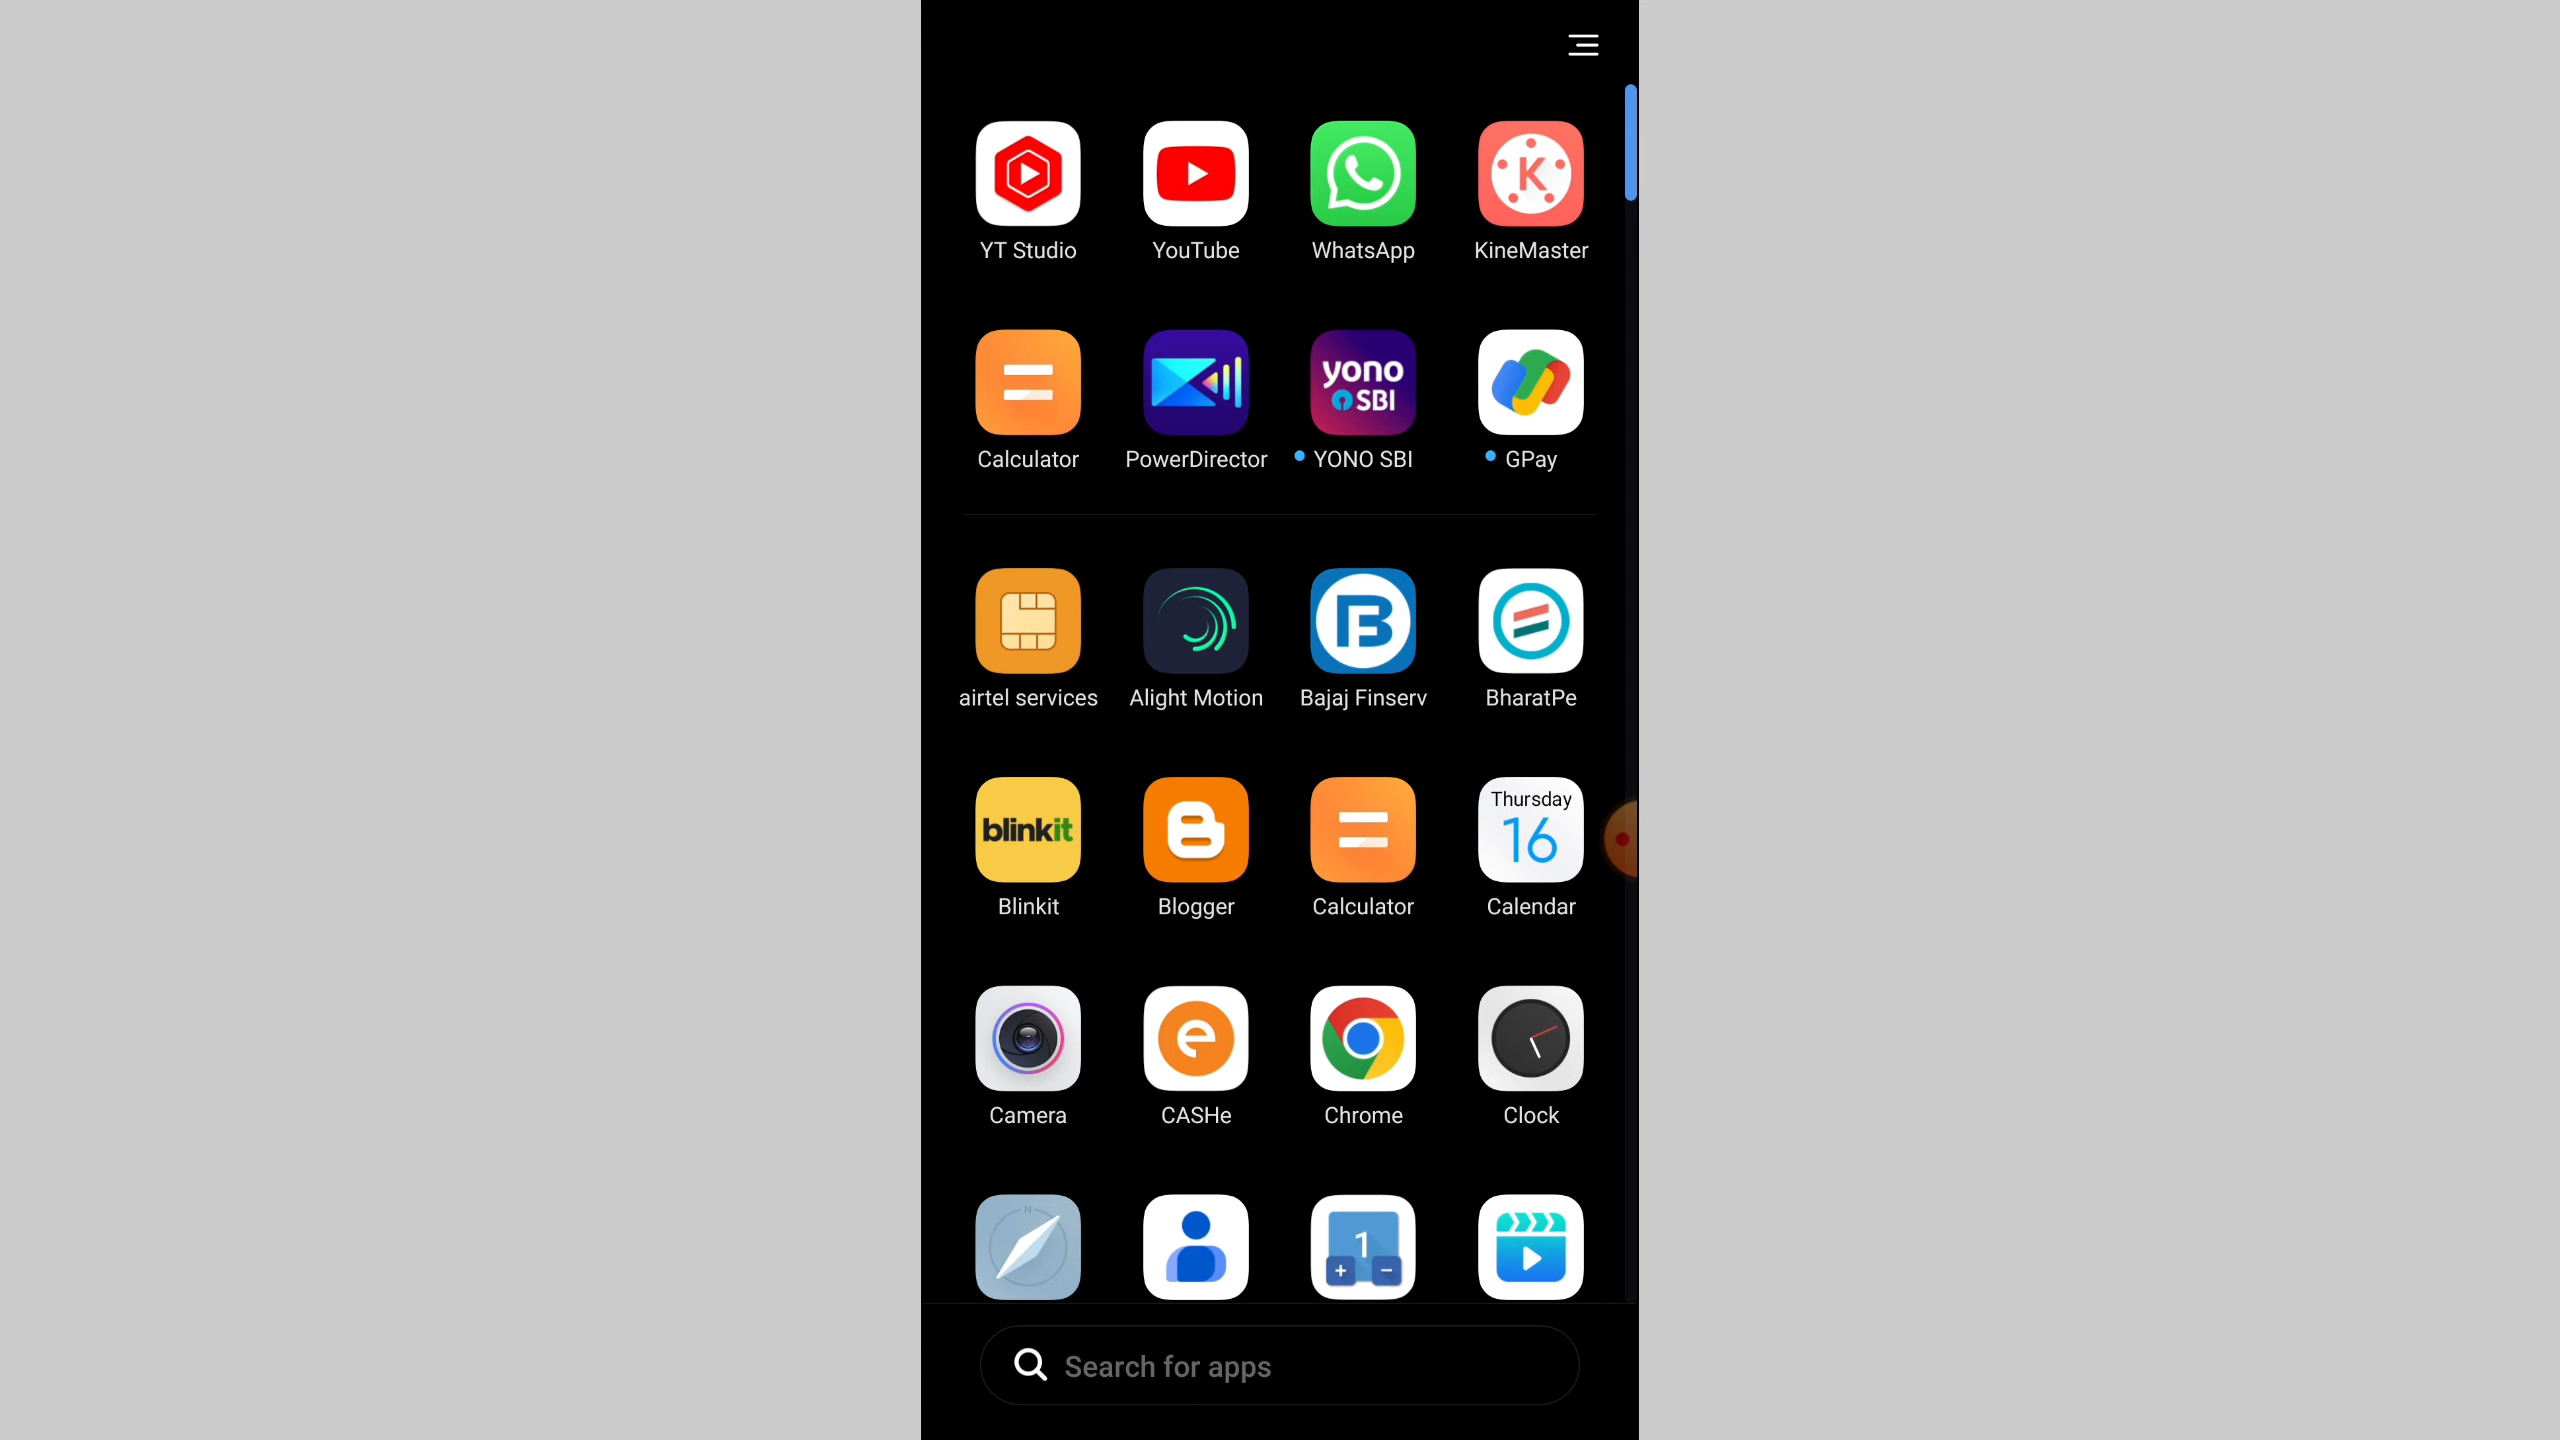 YT Studio YouTube WhatsApp KineMaster
yono
SBI
Calculator PowerDirector YONO SBI GPay
airtel services Alight Motion Bajaj Finserv BharatPe
blinkit
Thursday
16
Blinkit Blogger Calculator Calendar
Camera CASHe Chrome Clock
N
1
+ −
Search for apps